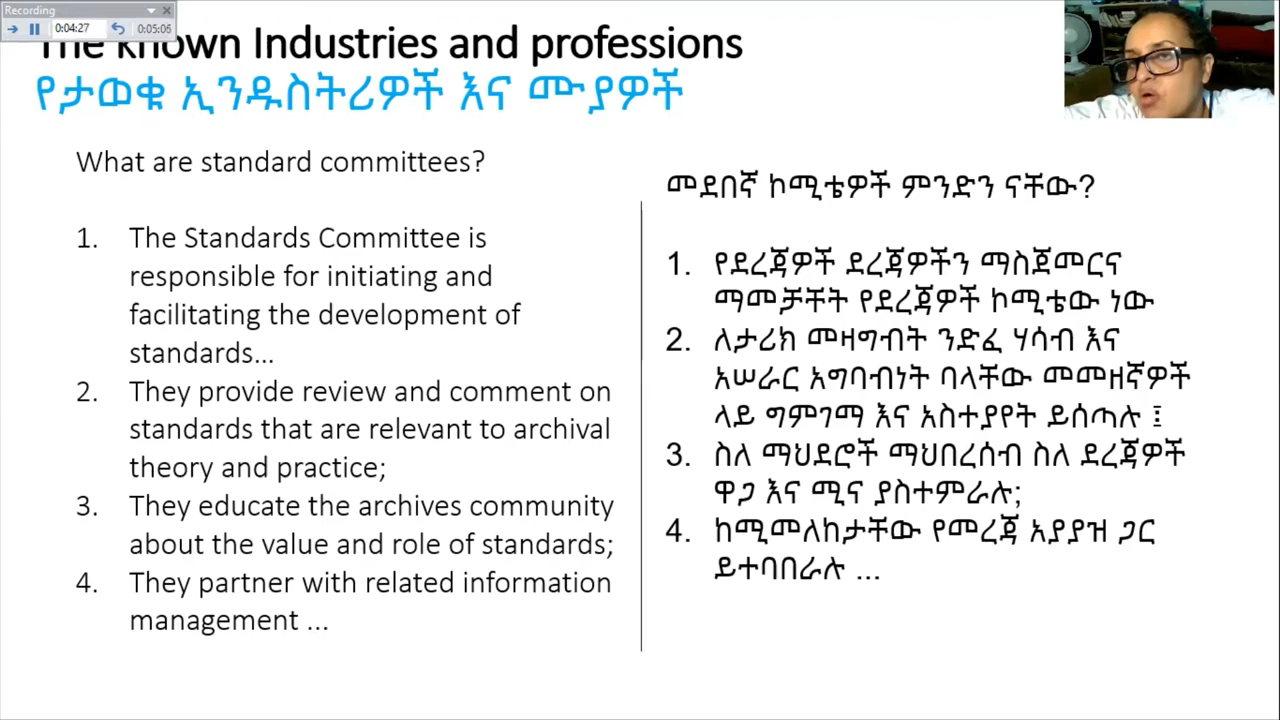 Recording
0:04:27
0:05:06
The known Industries and professions
የታወቁ ኢንዱስትሪዎች እና ሙያዎች
What are standard committees?
1. The Standards Committee is
responsible for initiating and
facilitating the development of
standards...
2. They provide review and comment on
standards that are relevant to archival
theory and practice;
3. They educate the archives community
about the value and role of standards;
4. They partner with related information
management ...
መደበኛ ኮሚቴዎች ምንድን ናቸው?
1. የደረጃዎች ደረጃዎችን ማስጀመርና
ማመቻቸት የደረጃዎች ኮሚቴው ነው
2. ለታሪክ መዛግብት ንድፈ ሃሳብ እና
አሠራር አግባብነት ባላቸው መመዘኛዎች
ላይ ግምገማ እና አስተያየት ይሰጣሉ ፤
3. ስለ ማህደሮች ማህበረሰብ ስለ ደረጃዎች
ዋጋ እና ሚና ያስተምራሉ;
4. ከሚመለከታቸው የመረጃ አያያዝ ጋር
ይተባበራሉ ...